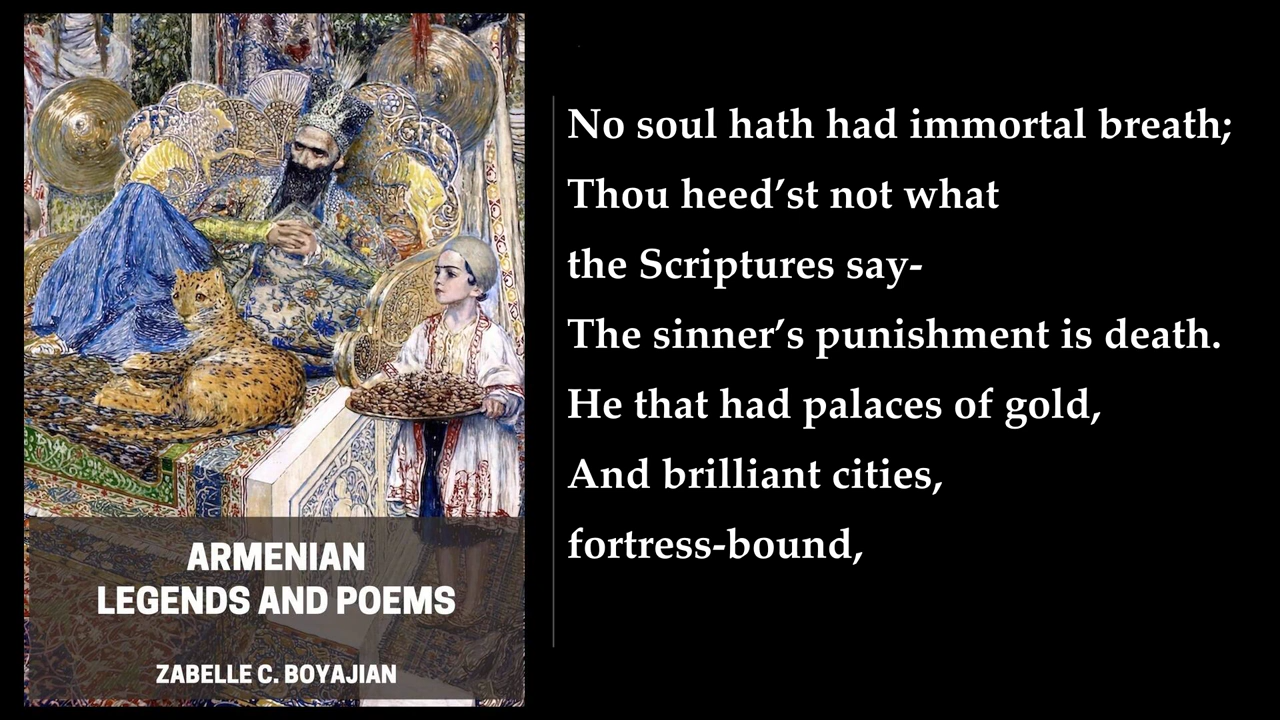 ARMENIAN
LEGENDS AND POEMS
ZABELLE C. BOYAJIAN
No soul hath had immortal breath;
Thou heed’st not what
the Scriptures say-
The sinner’s punishment is death.
He that had palaces of gold,
And brilliant cities,
fortress-bound,